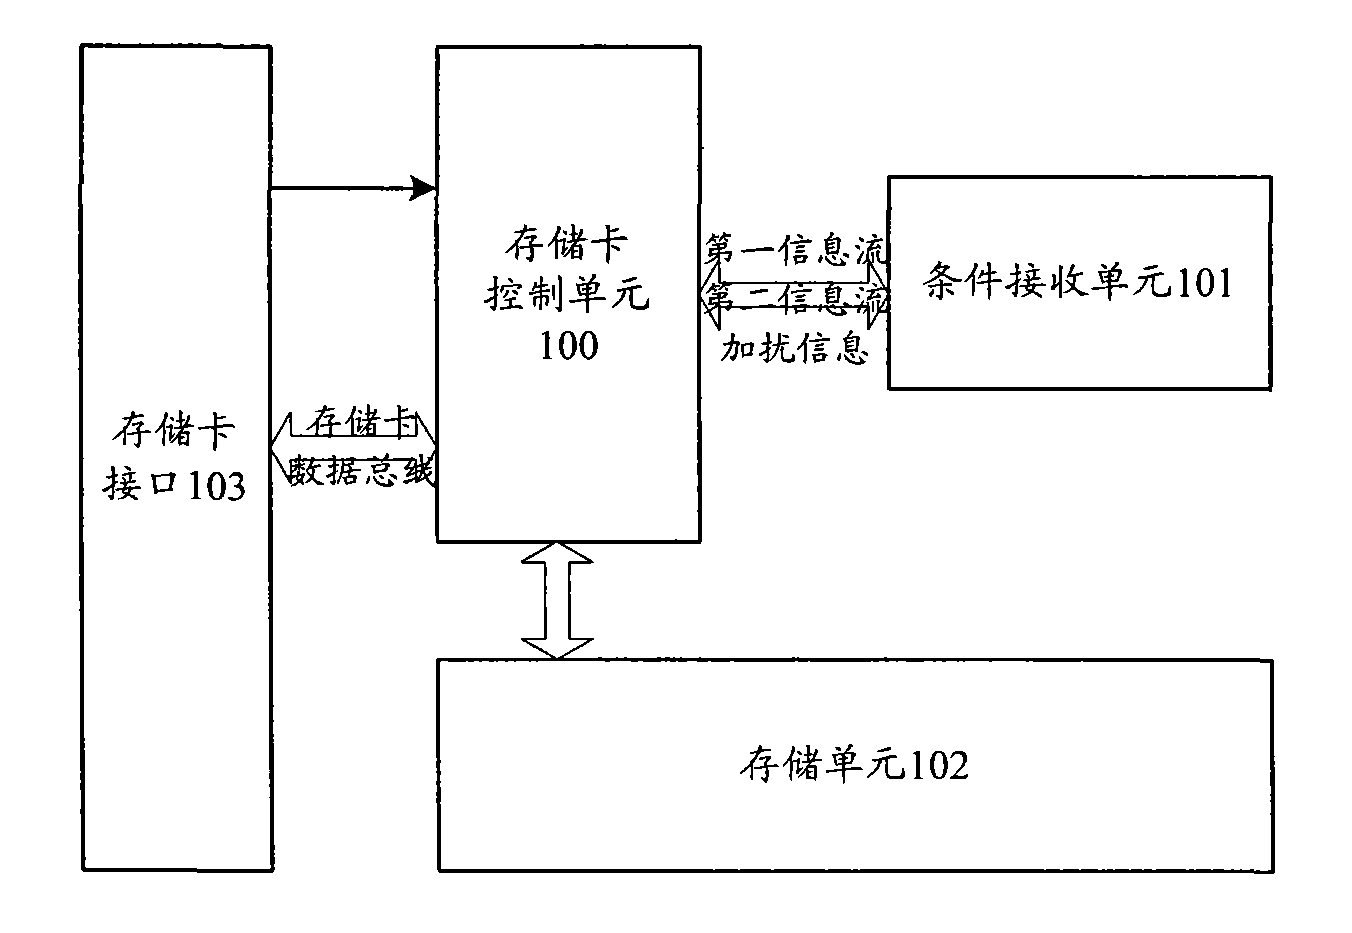 存储卡
控制单元
100
第一信息流
第二信息流
加扰信息
条件接收单元101
存储卡
接口103
存储卡
数据总线
存储单元102